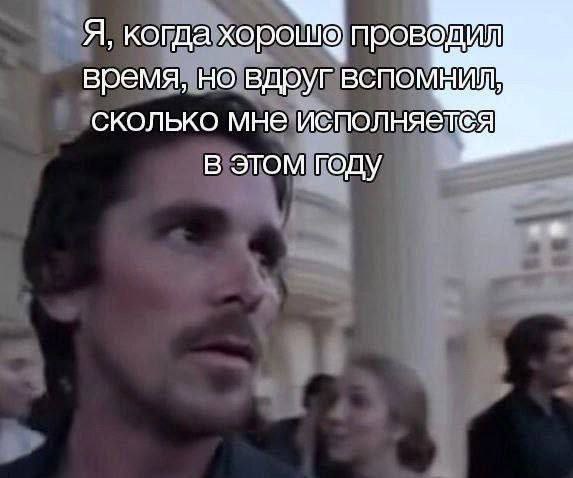 Я, когда хорошо проводил
время, но вдруг вспомнил,
сколько мне исполняется
в этом году